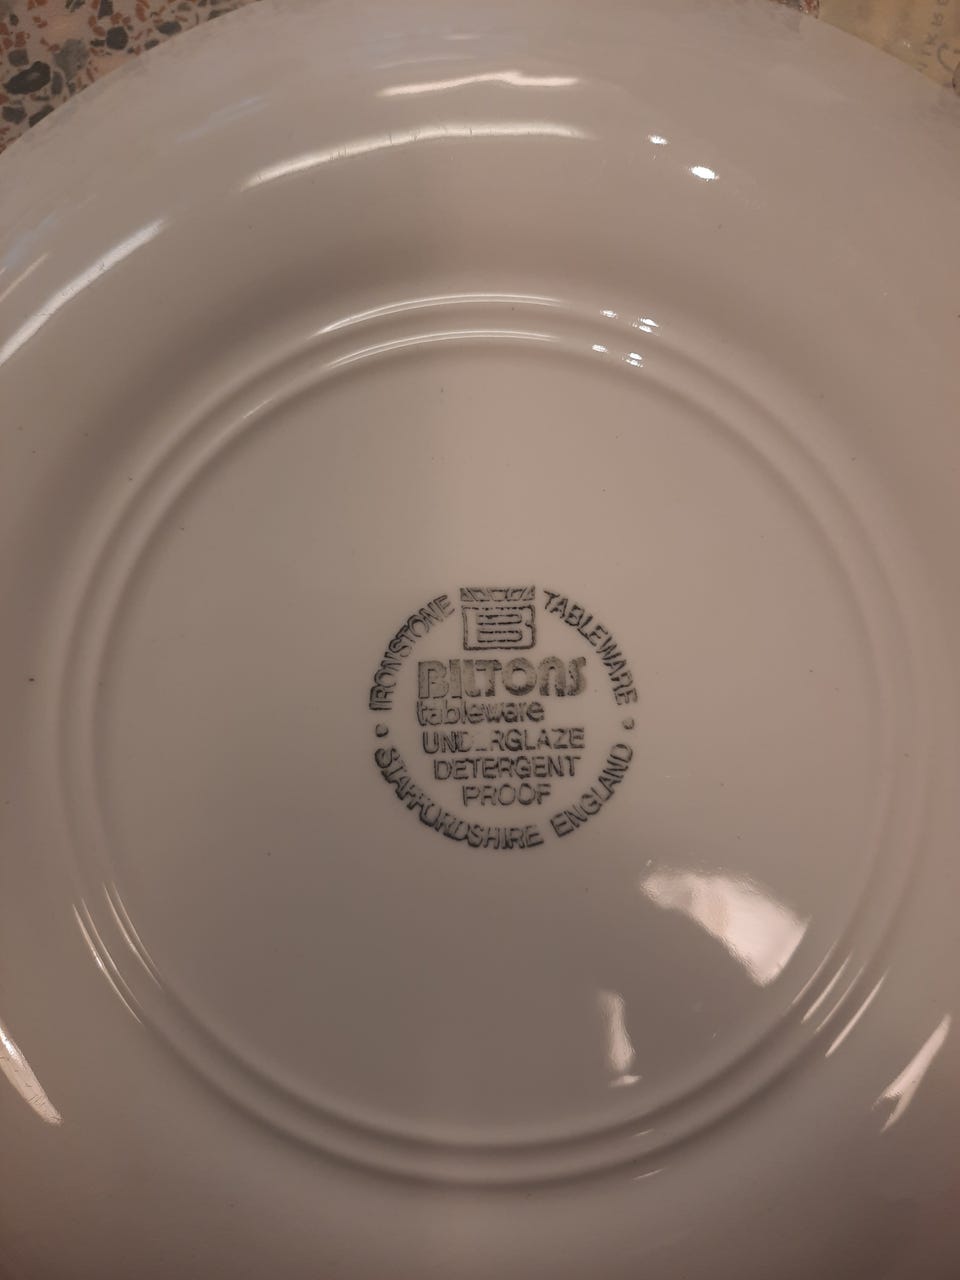 IRONSTONE TABLEWARE
B
BILTONS
tableware
UNDERGLAZE
DETERGENT
PROOF
• STAFFORDSHIRE ENGLAND •